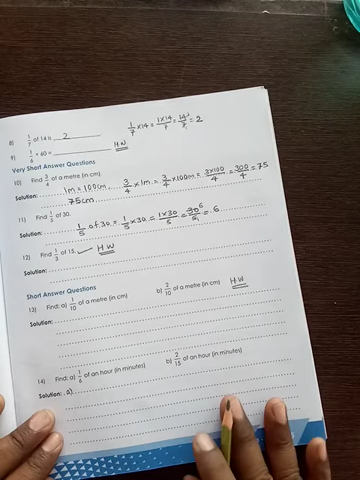 1/7 × 14 = 1×14/7 = 14/7 = 2
8) 1/7 of 14 is 2
9) 1/6 × 60 = HW
Very Short Answer Questions
10) Find 3/4 of a metre (in cm)
Solution: 1m = 100cm 3/4 × 1m = 3/4 × 100m = 3×100/4 = 300/4 = 75
75cm
11) Find 1/5 of 30.
Solution: 1/5 of 30 = 1/5 × 30 = 1×30/5 = 30/5 = 6
12) Find 1/3 of 15. HW
Solution:
Short Answer Questions
13) Find: a) 1/10 of a metre (in cm) b) 2/10 of a metre (in cm) HW
Solution:
14) Find: a) 1/6 of an hour (in minutes) b) 2/15 of an hour (in minutes)
Solution: a)